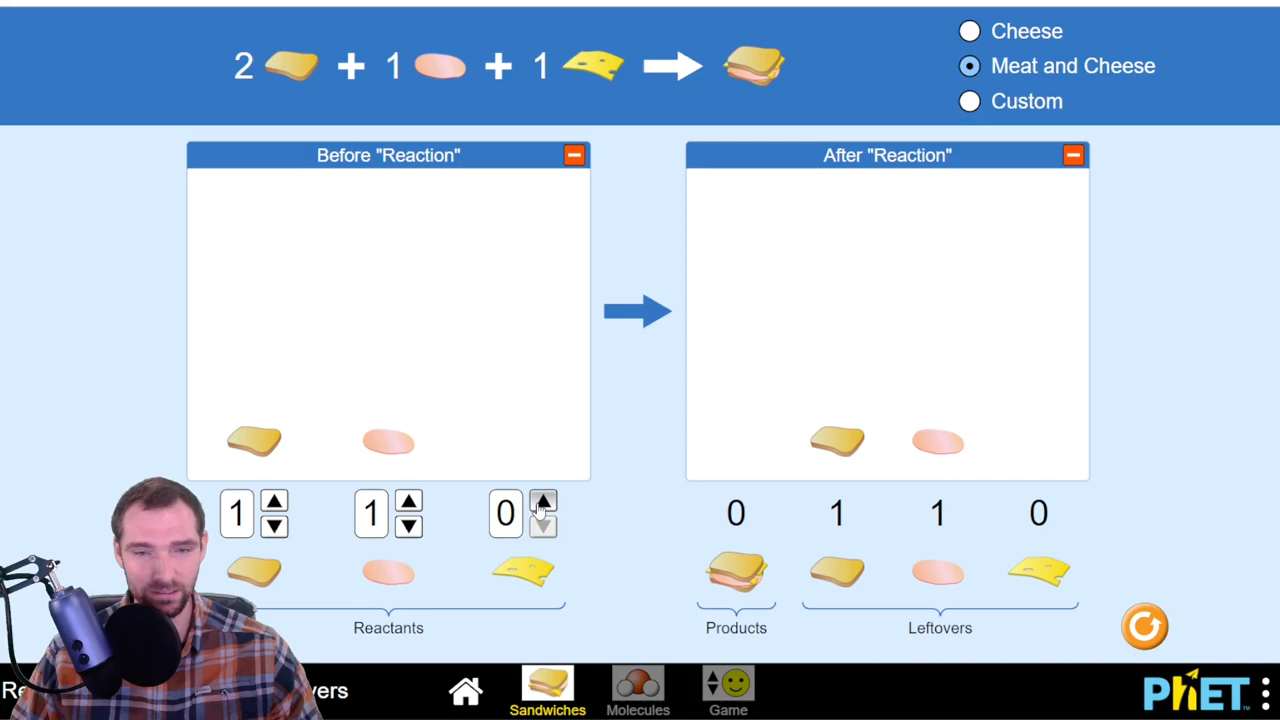 2 + 1 + 1
Cheese
Meat and Cheese
Custom
Before "Reaction"
After "Reaction"
1 1 0
0 1 1 0
Reactants
Products
Leftovers
Sandwiches
Molecules
Game
PhET